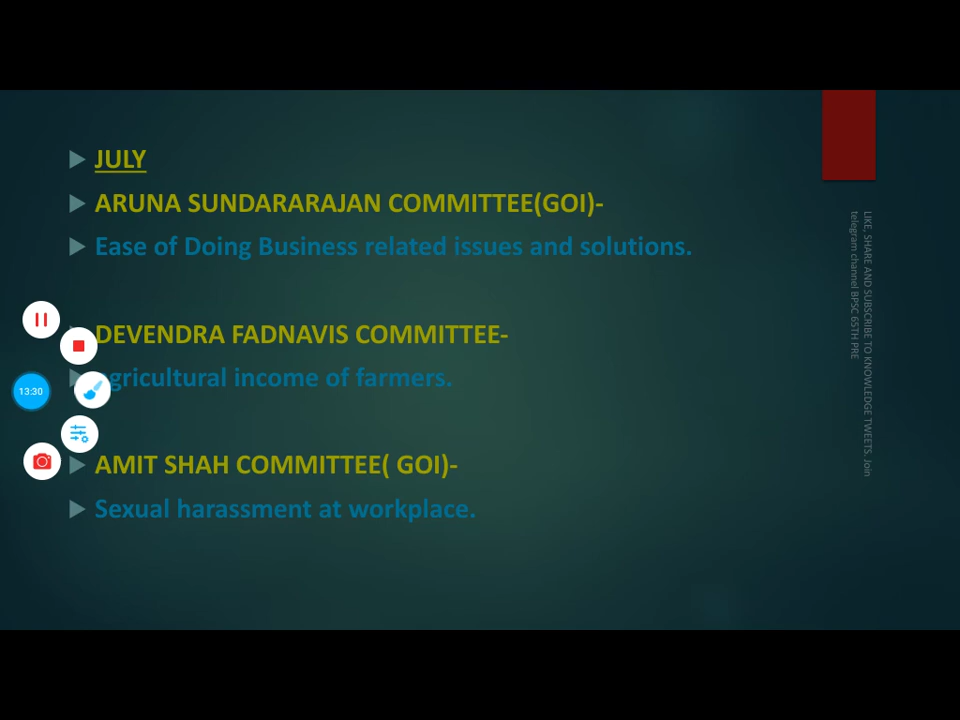 JULY
ARUNA SUNDARARAJAN COMMITTEE(GOI)-
Ease of Doing Business related issues and solutions.
DEVENDRA FADNAVIS COMMITTEE-
agricultural income of farmers.
AMIT SHAH COMMITTEE( GOI)-
Sexual harassment at workplace.
13:30
LIKE, SHARE AND SUBSCRIBE TO KNOWLEDGE TWEETS. Join
telegram channel BPSC 65TH PRE